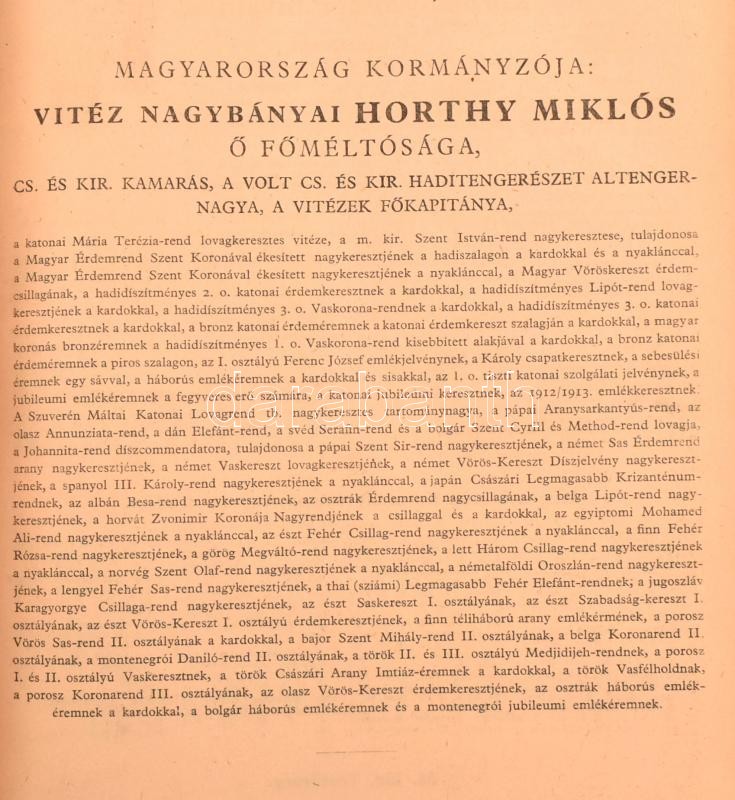 MAGYARORSZÁG KORMÁNYZÓJA:
VITÉZ NAGYBÁNYAI HORTHY MIKLÓS
Ő FŐMÉLTÓSÁGA,
CS. ÉS KIR. KAMARÁS, A VOLT CS. ÉS KIR. HADITENGERÉSZET ALTENGER-
NAGYA, A VITÉZEK FŐKAPITÁNYA,
a katonai Mária Terézia-rend lovagkeresztes vitéze, a m. kir. Szent István-rend nagykeresztese, tulajdonosa
a Magyar Érdemrend Szent Koronával ékesített nagykeresztjének a hadiszalagon a kardokkal és a nyaklánccal,
a Magyar Érdemrend Szent Koronával ékesített nagykeresztjének a nyaklánccal, a Magyar Vöröskereszt érdem-
csillagának, a hadidíszítményes 2. o. katonai érdemkeresztnek a kardokkal, a hadidíszítményes Lipót-rend lovag-
keresztjének a kardokkal, a hadidíszítményes 3. o. Vaskorona-rendnek a kardokkal, a hadidíszítményes 3. o. katonai
érdemkeresztnek a kardokkal, a bronz katonai érdeméremnek a katonai érdemkereszt szalagján a kardokkal, a magyar
koronás bronzéremnek a hadidíszítményes 1. o. Vaskorona-rend kisebbített alakjával a kardokkal, a bronz katonai
érdeméremnek a piros szalagon, az I. osztályú Ferenc József emlékjelvénynek, a Károly csapatkeresztnek, a sebesülési
éremnek egy sávval, a háborús emlékéremnek a kardokkal és sisakkal, az 1. o. tiszti katonai szolgálati jelvénynek, a
jubileumi emlékéremnek a fegyveres erő számára, a katonai jubileumi keresztnek, az 1912/1913. emlékkeresztnek.
A Szuverén Máltai Katonai Lovagrend tb. nagykeresztes tartománynagya, a pápai Aranysarkantyús-rend, az
olasz Annunziata-rend, a dán Elefánt-rend, a svéd Serafin-rend és a bolgár Szent Cyrill és Method-rend lovagja,
a Johannita-rend díszcommendatora, tulajdonosa a pápai Szent Sir-rend nagykeresztjének, a német Sas Érdemrend
arany nagykeresztjének, a német Vaskereszt lovagkeresztjének, a német Vörös-Kereszt Díszjelvény nagykereszt-
jének, a spanyol III. Károly-rend nagykeresztjének a nyaklánccal, a japán Császári Legmagasabb Krizanténum-
rendnek, az albán Besa-rend nagykeresztjének, az osztrák Érdemrend nagycsillagának, a belga Lipót-rend nagy-
keresztjének, a horvát Zvonimir Koronája Nagyrendjének a csillaggal és a kardokkal, az egyiptomi Mohamed
Ali-rend nagykeresztjének a nyaklánccal, az észt Fehér Csillag-rend nagykeresztjének a nyaklánccal, a finn Fehér
Rózsa-rend nagykeresztjének, a görög Megváltó-rend nagykeresztjének, a lett Három Csillag-rend nagykeresztjének
a nyaklánccal, a norvég Szent Olaf-rend nagykeresztjének a nyaklánccal, a németalföldi Oroszlán-rend nagykereszt-
jének, a lengyel Fehér Sas-rend nagykeresztjének, a thai (sziámi) Legmagasabb Fehér Elefánt-rendnek, a jugoszláv
Karagyorgye Csillaga-rend nagykeresztjének, az észt Saskereszt I. osztályának, az észt Szabadság-kereszt I.
osztályának, az észt Vörös-Kereszt I. osztályú érdemkeresztjének, a finn téliháború arany emlékérmének, a porosz
Vörös Sas-rend II. osztályának a kardokkal, a bajor Szent Mihály-rend II. osztályának, a belga Koronarend II.
osztályának, a montenegrói Daniló-rend II. osztályának, a török II. és III. osztályú Medjidijeh-rendnek, a porosz
I. és II. osztályú Vaskeresztnek, a török Császári Arany Imtiáz-éremnek a kardokkal, a török Vasfélholdnak,
a porosz Koronarend III. osztályának, az olasz Vörös-Kereszt érdemkeresztjének, az osztrák háborús emlék-
éremnek a kardokkal, a bolgár háborús emlékéremnek és a montenegrói jubileumi emlékéremnek.
darabanth